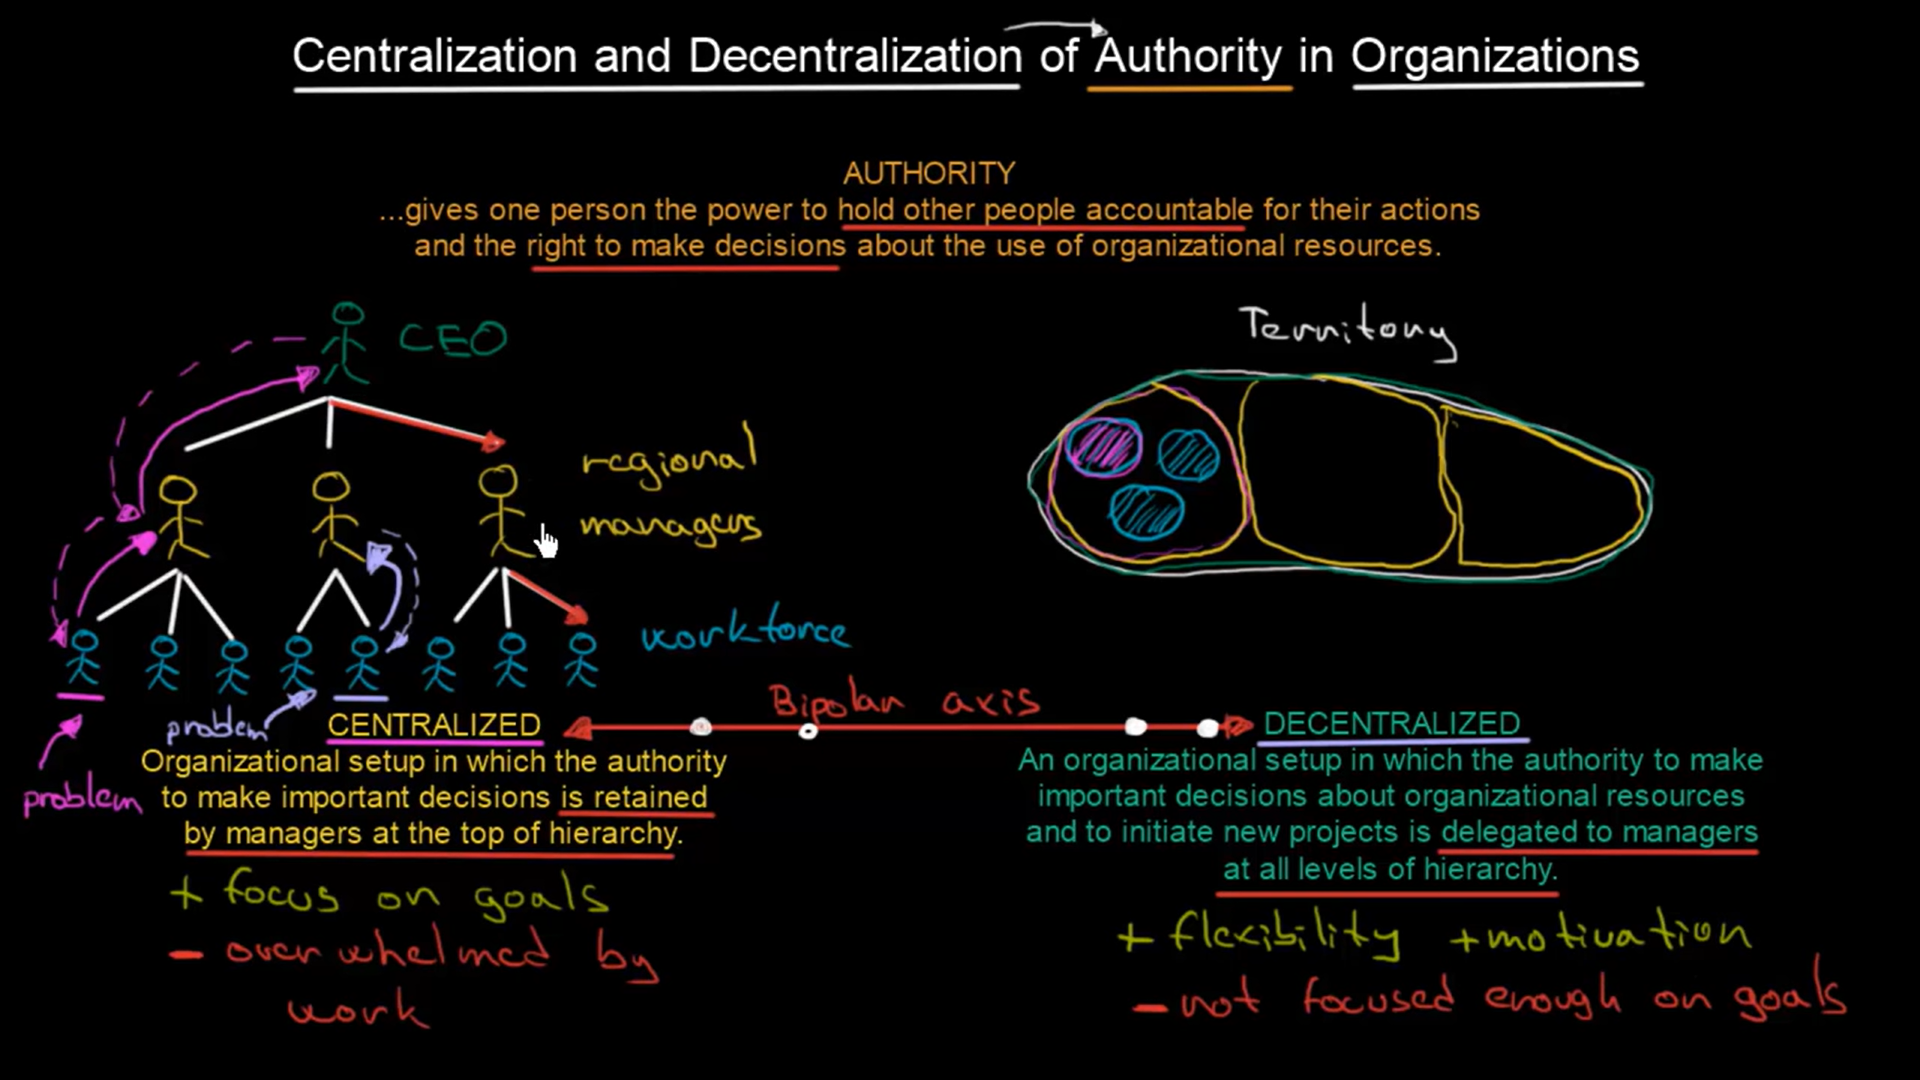 Centralization and Decentralization of Authority in Organizations
AUTHORITY
...gives one person the power to hold other people accountable for their actions
and the right to make decisions about the use of organizational resources.
CEO
Territory
regional
managers
workforce
Bipolar axis
problem
problem
CENTRALIZED
Organizational setup in which the authority
to make important decisions is retained
by managers at the top of hierarchy.
+ focus on goals
- overwhelmed by
work
DECENTRALIZED
An organizational setup in which the authority to make
important decisions about organizational resources
and to initiate new projects is delegated to managers
at all levels of hierarchy.
+ flexibility + motivation
- not focused enough on goals